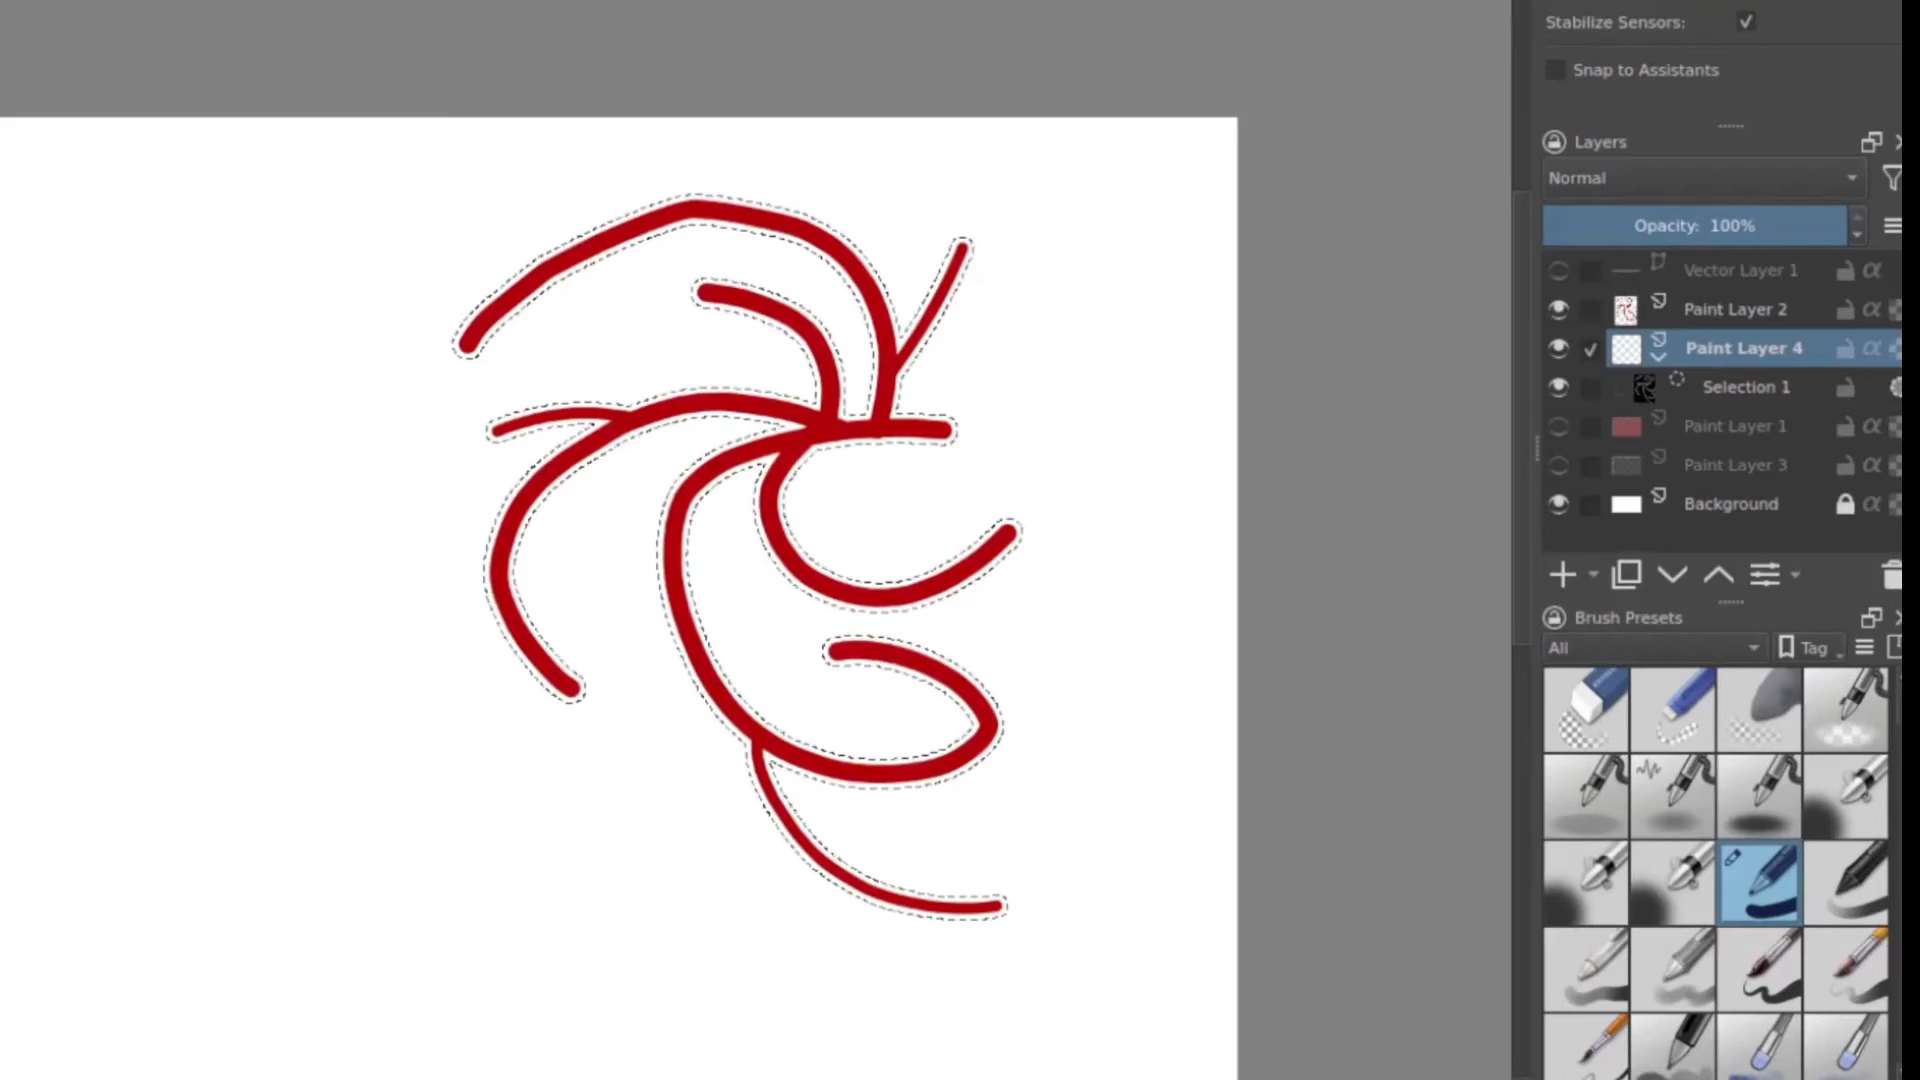 Stabilize Sensors:
Snap to Assistants
Layers
Normal
Opacity: 100%
Vector Layer 1
Paint Layer 2
Paint Layer 4
Selection 1
Paint Layer 1
Paint Layer 3
Background
Brush Presets
All
Tag